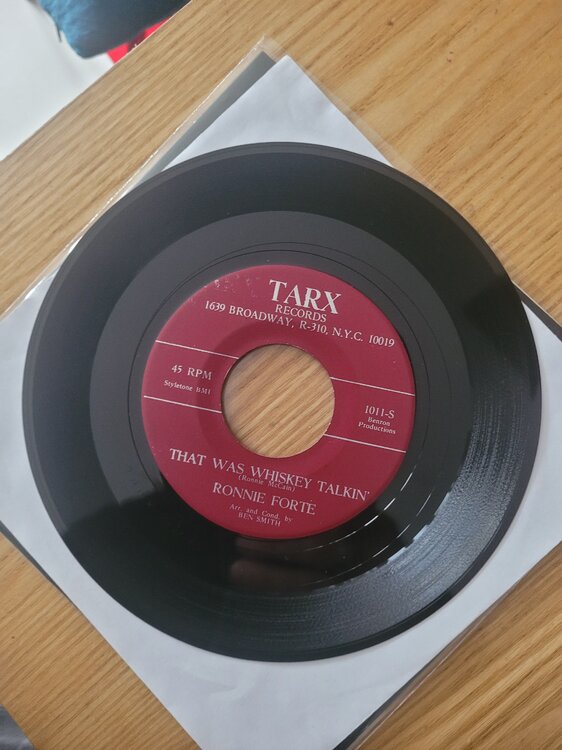 TARX
RECORDS
1639 BROADWAY, R-310, N.Y.C. 10019
45 RPM
Styletone BMI
1011-S
Benron
Productions
THAT WAS WHISKEY TALKIN'
(Ronnie McCain)
RONNIE FORTE
Arr. and Cond. by
BEN SMITH